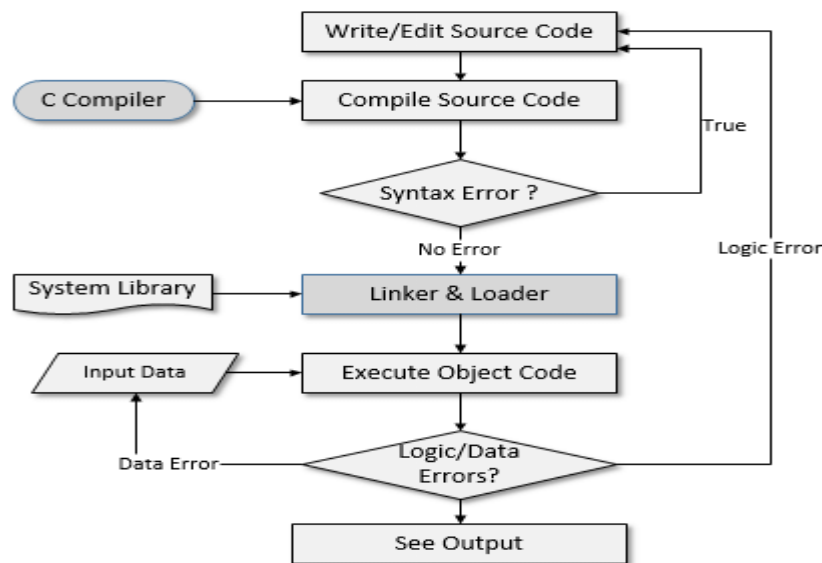 Write/Edit Source Code
C Compiler
Compile Source Code
True
Syntax Error ?
No Error
Logic Error
System Library
Linker & Loader
Input Data
Execute Object Code
Data Error
Logic/Data
Errors?
See Output